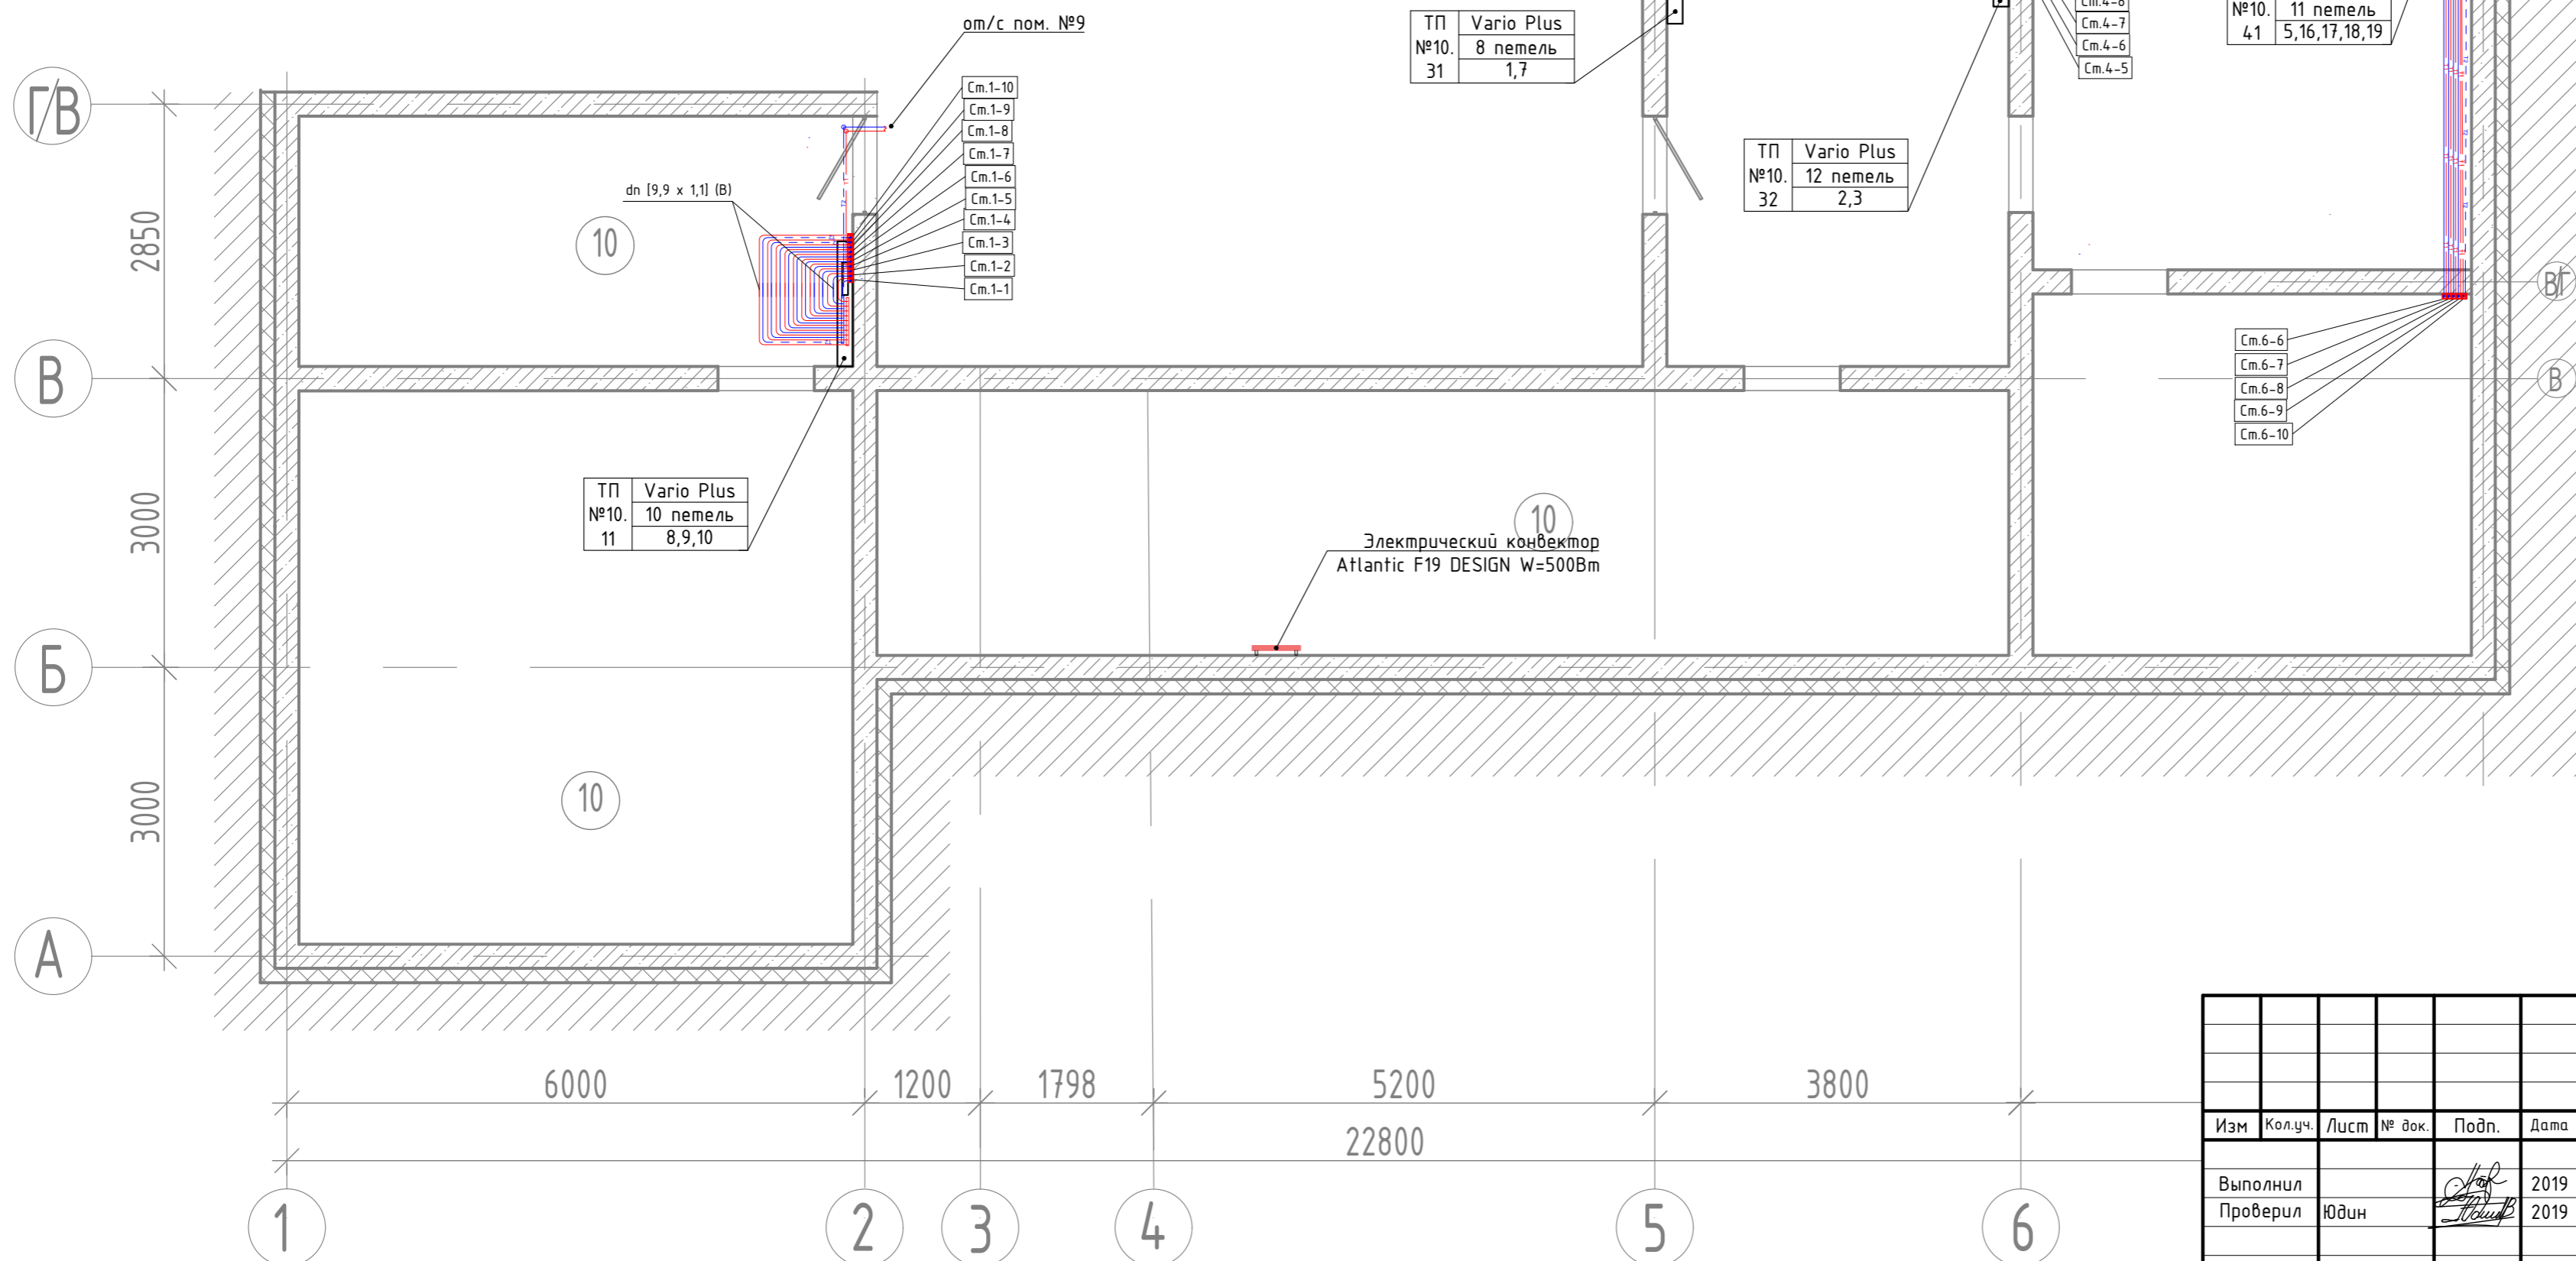 от/с пом. №9
Ст.1-10
Ст.1-9
Ст.1-8
Ст.1-7
Ст.1-6
Ст.1-5
Ст.1-4
Ст.1-3
Ст.1-2
Ст.1-1
dn [9,9 x 1,1] (В)
10
ТП Vario Plus
№10. 8 петель
31 1,7
ТП Vario Plus
№10. 12 петель
32 2,3
Ст.4-8
Ст.4-7
Ст.4-6
Ст.4-5
№10. 11 петель
41 5,16,17,18,19
Ст.6-6
Ст.6-7
Ст.6-8
Ст.6-9
Ст.6-10
Г/В
В
Б
А
В/Г
В
2850
3000
3000
ТП Vario Plus
№10. 10 петель
11 8,9,10
10
Электрический конвектор
Atlantic F19 DESIGN W=500Вт
10
6000 1200 1798 5200 3800
22800
1 2 3 4 5 6
Изм Кол.уч. Лист № док. Подп. Дата
Выполнил 2019
Проверил Юдин 2019